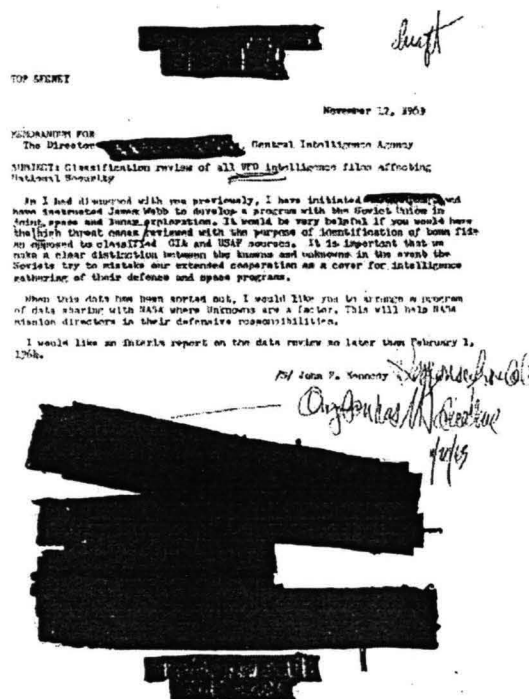 draft
TOP SECRET
November 12, 1963
MEMORANDUM FOR
The Director, Central Intelligence Agency
SUBJECT: Classification review of all UFO intelligence files affecting
National Security
As I had discussed with you previously, I have initiated and
have instructed James Webb to develop a program with the Soviet Union in
joint space and lunar exploration. It would be very helpful if you would have
the high threat cases reviewed with the purpose of identification of bona fide
as opposed to classified CIA and USAF sources. It is important that we
make a clear distinction between the knowns and unknowns in the event the
Soviets try to mistake our extended cooperation as a cover for intelligence
gathering of their defence and space programs.
When this data has been sorted out, I would like you to arrange a program
of data sharing with NASA where Unknowns are a factor. This will help NASA
mission directors in their defensive responsibilities.
I would like an interim report on the data review no later than February 1,
1964.
/S/ John F. Kennedy